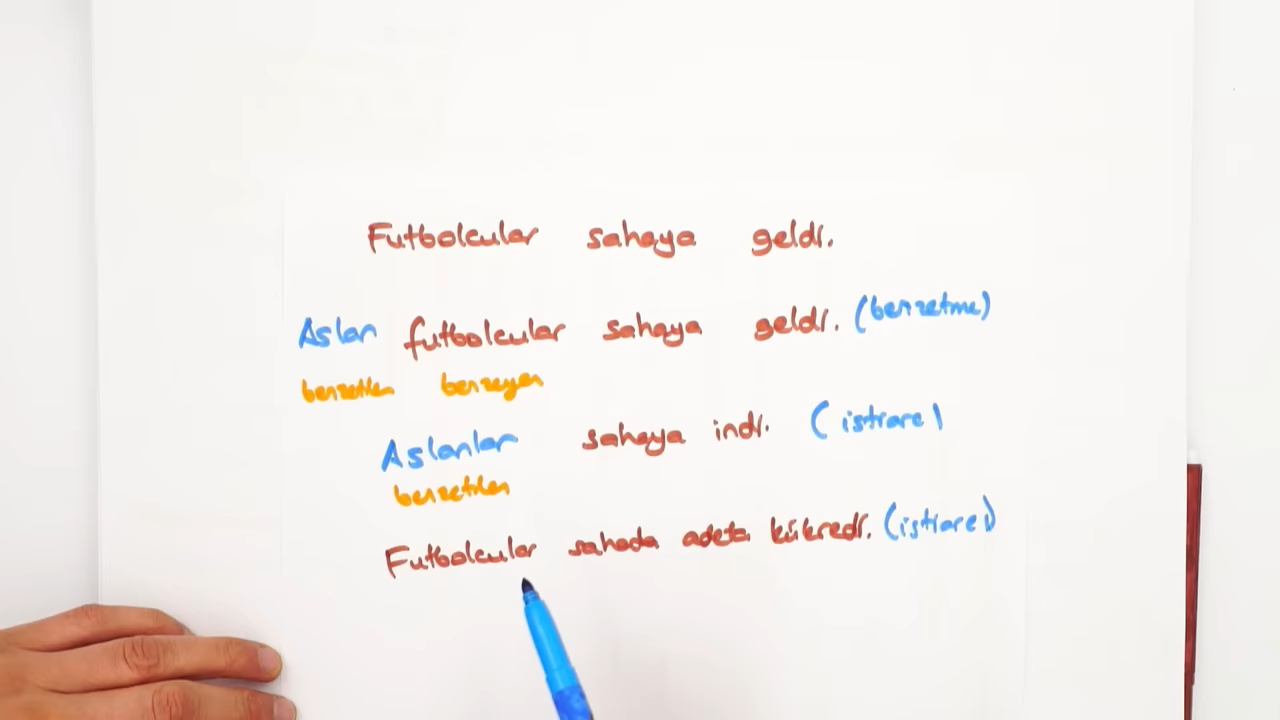 Futbolcular sahaya geldi.
Aslan futbolcular sahaya geldi. (benzetme)
benzetilen benzeyen
Aslanlar sahaya indi. (istiare)
benzetilen
Futbolcular sahada adeta kükredi. (istiare)